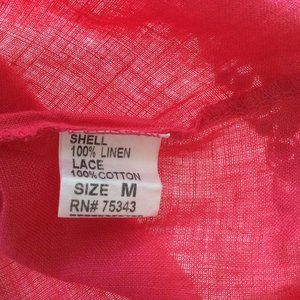 SHELL
100% LINEN
LACE
100% COTTON
SIZE M
RN# 75343